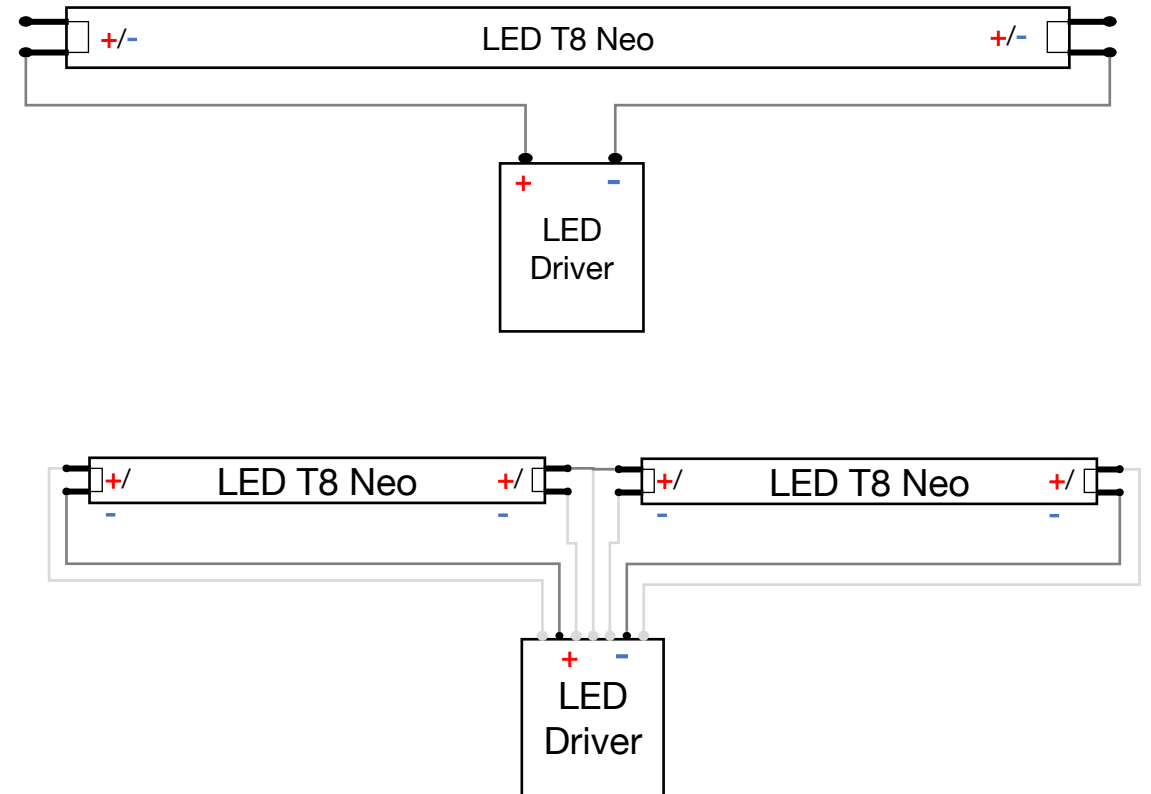 +/- LED T8 Neo +/-
+ -
LED
Driver
+/ LED T8 Neo +/ +/ LED T8 Neo +/
- - - -
+ -
LED
Driver